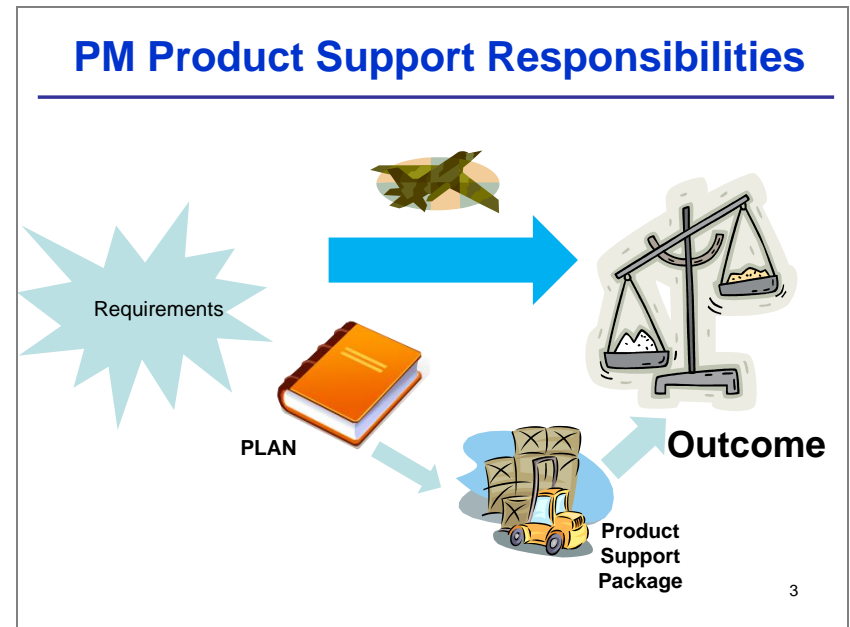 PM Product Support Responsibilities
Requirements
PLAN
Outcome
Product
Support
Package
3